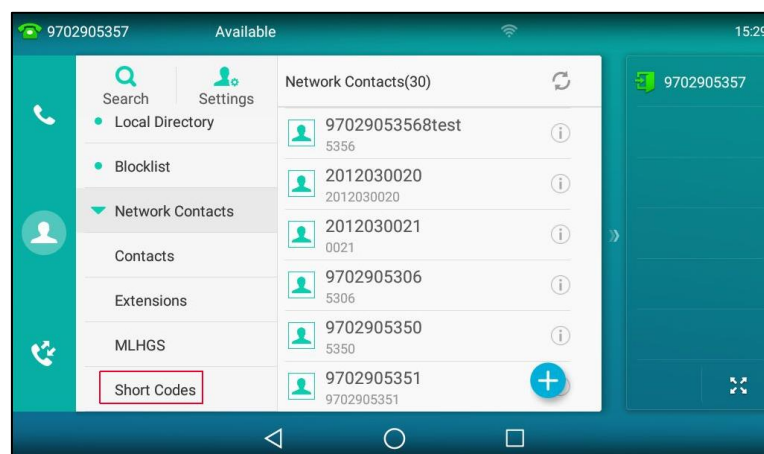 9702905357 Available 15:29
Search Settings
Local Directory
Blocklist
Network Contacts
Contacts
Extensions
MLHGS
Short Codes
Network Contacts(30)
97029053568test
5356
2012030020
2012030020
2012030021
0021
9702905306
5306
9702905350
5350
9702905351
9702905351
9702905357